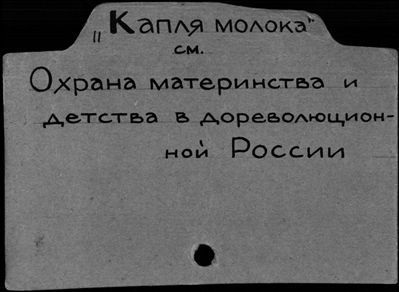 „Капля молока"
см.
Охрана материнства и
детства в дореволюцион-
ной России